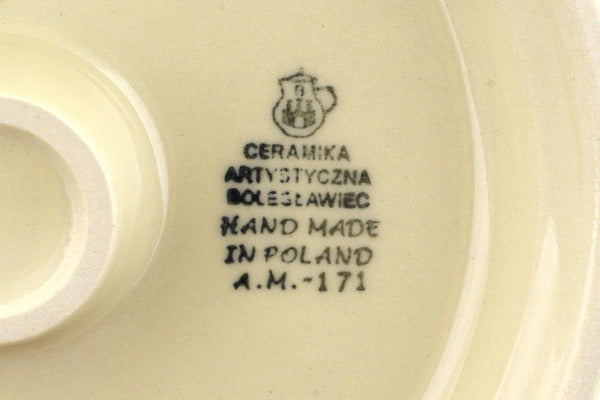 CERAMIKA
ARTYSTYCZNA
BOLESŁAWIEC
HAND MADE
IN POLAND
A.M.-171